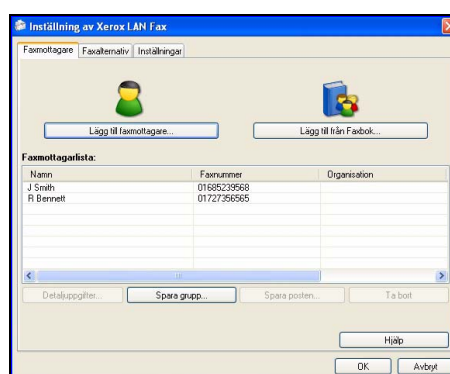 Inställning av Xerox LAN Fax
Faxmottagare Faxalternativ Inställningar
Lägg till faxmottagare... Lägg till från Faxbok...
Faxmottagarlista:
Namn Faxnummer Organisation
J Smith 01685239568
R Bennett 01727356565
Detaljuppgifter... Spara grupp... Spara posten... Ta bort
Hjälp
OK Avbryt